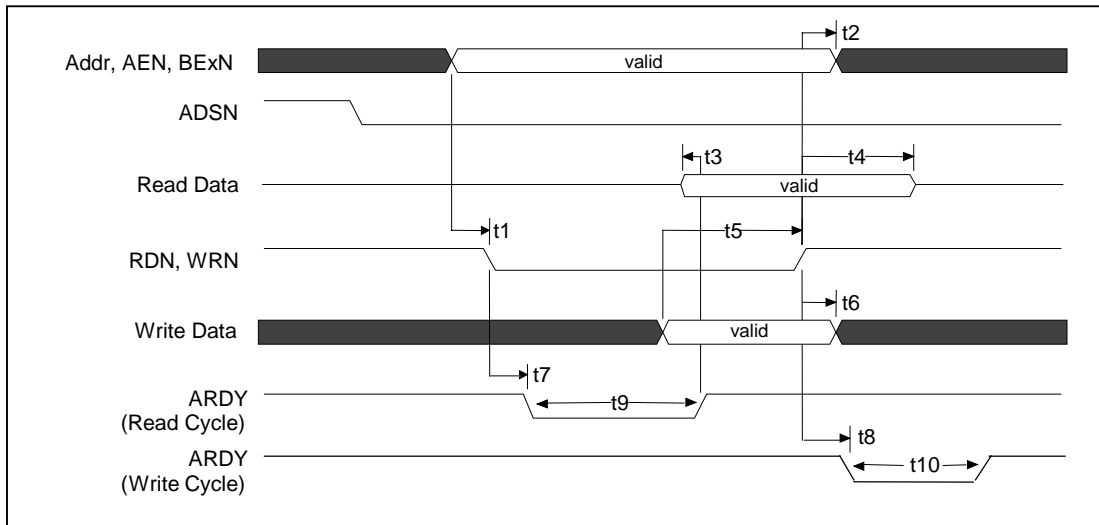 t2
Addr, AEN, BExN
valid
ADSN
t3
t4
Read Data
valid
t1
t5
RDN, WRN
t6
Write Data
valid
t7
ARDY
(Read Cycle)
t9
t8
ARDY
(Write Cycle)
t10